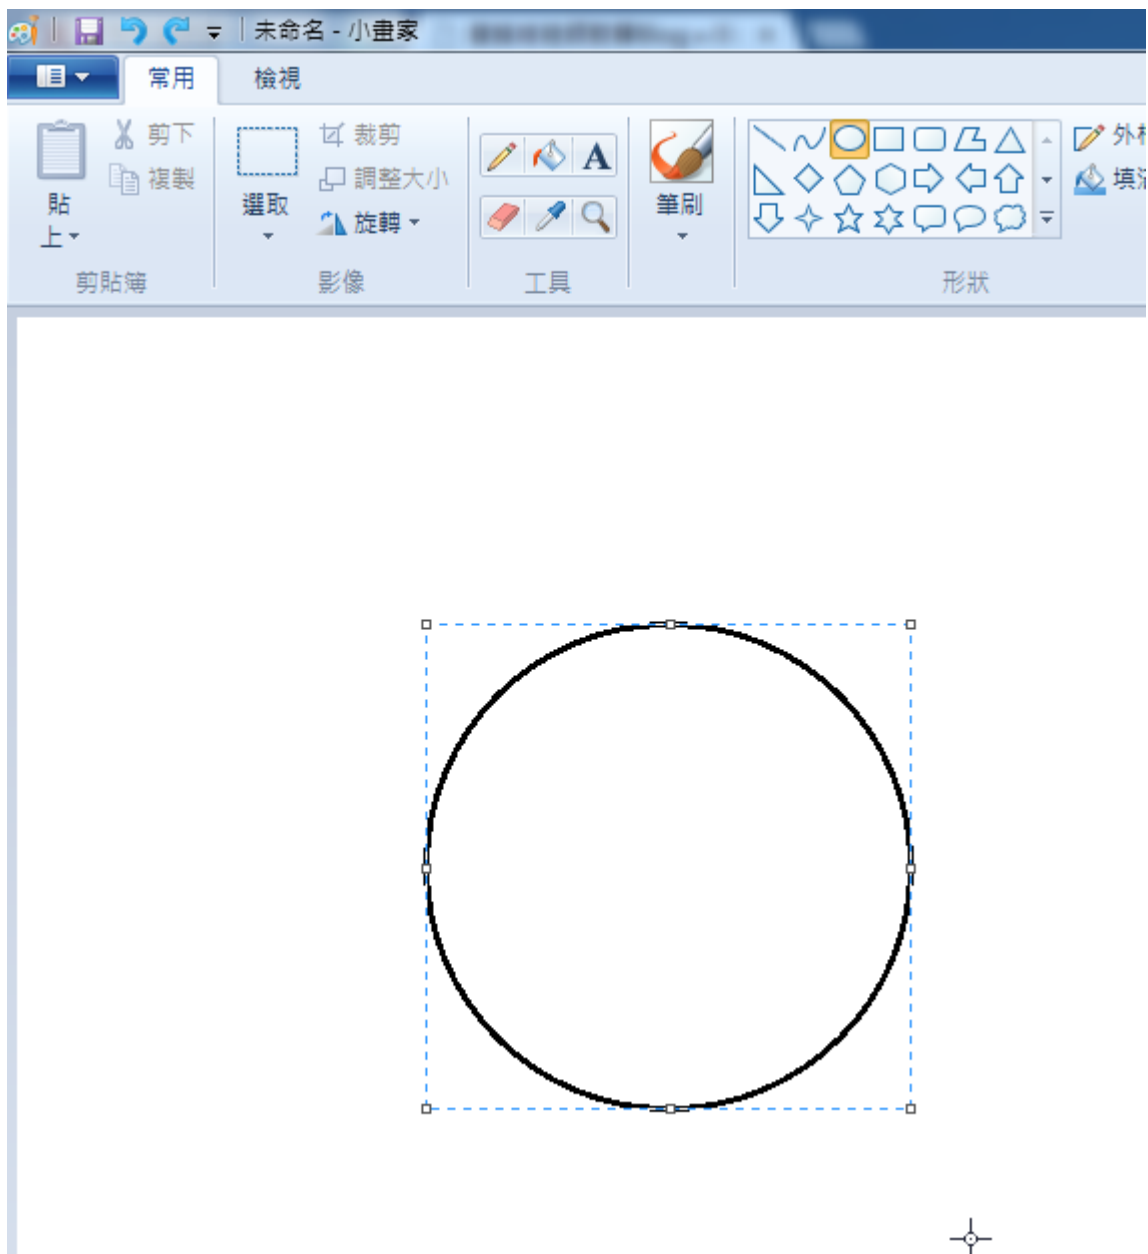 未命名 - 小畫家
常用
檢視
剪下
複製
貼
上
剪貼簿
選取
裁剪
調整大小
旋轉
影像
A
工具
筆刷
形狀
外
填